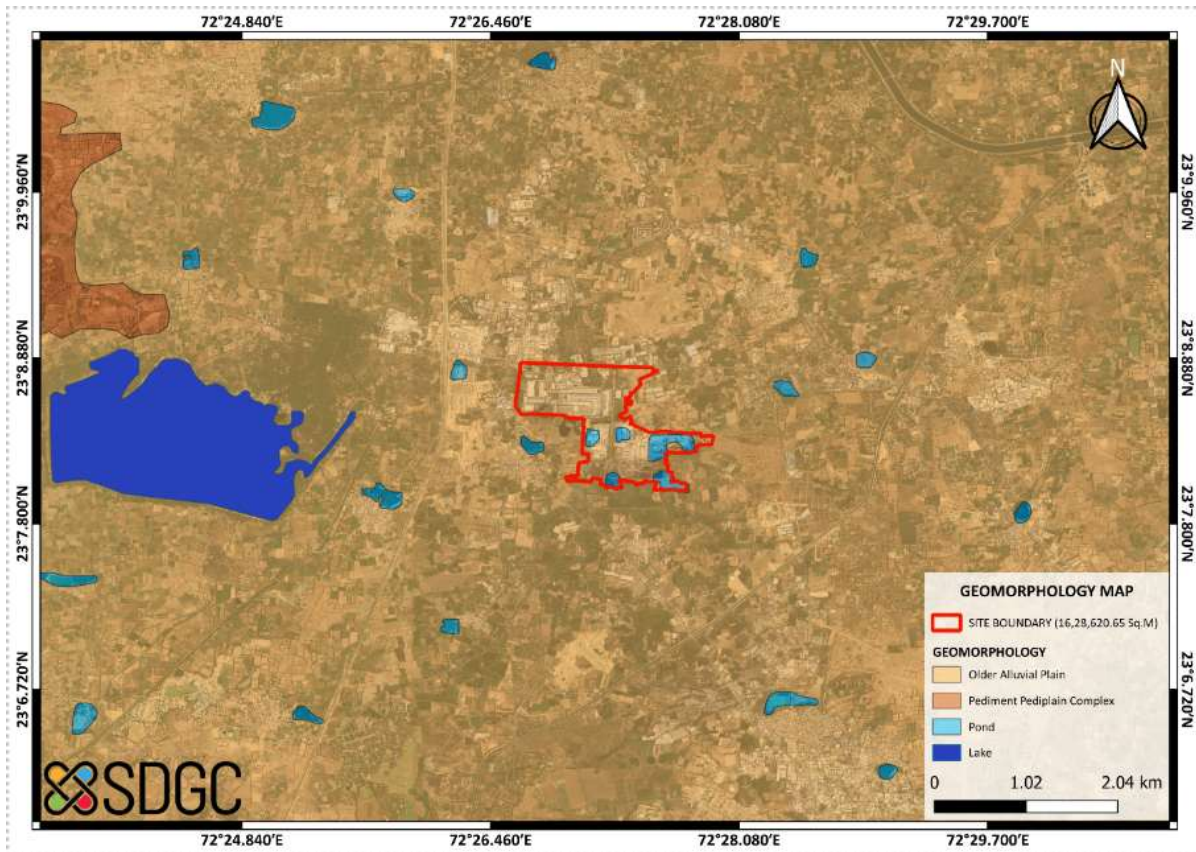 72°24.840'E 72°26.460'E 72°28.080'E 72°29.700'E
N
23°9.960'N 23°9.960'N
23°8.880'N 23°8.880'N
23°7.800'N 23°7.800'N
23°6.720'N 23°6.720'N
GEOMORPHOLOGY MAP
SITE BOUNDARY (16,28,620.65 Sq.M)
GEOMORPHOLOGY
Older Alluvial Plain
Pediment Pediplain Complex
Pond
Lake
0 1.02 2.04 km
SDGC
72°24.840'E 72°26.460'E 72°28.080'E 72°29.700'E